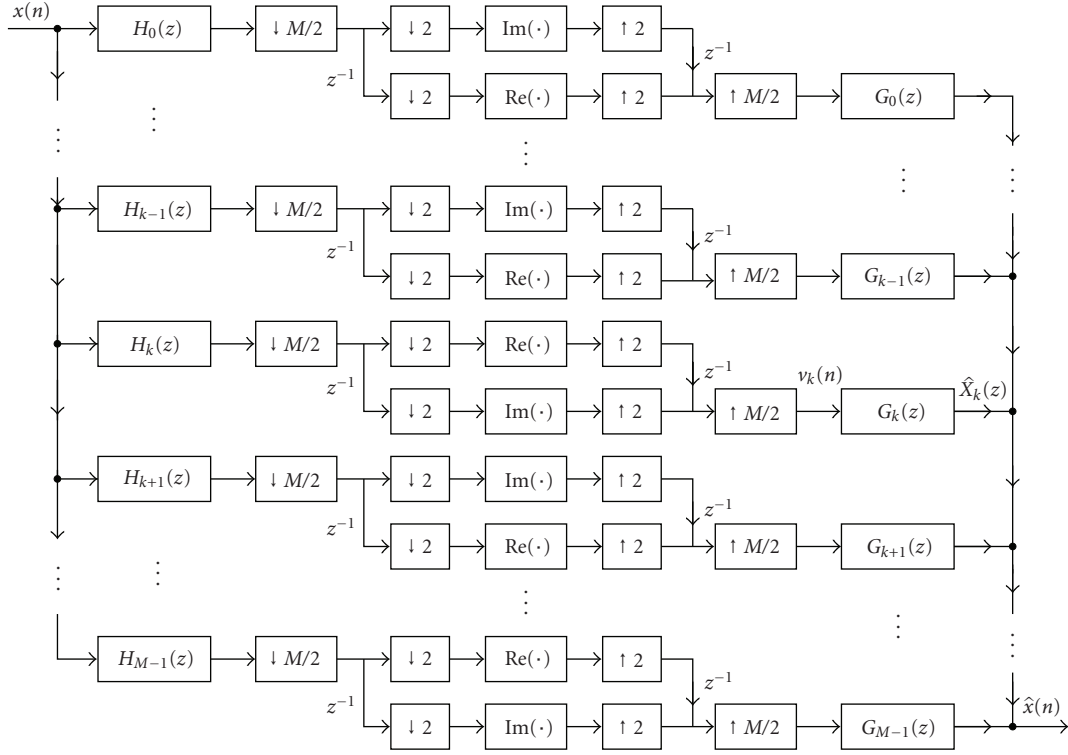 x(n)
H₀(z) ↓ M/2 ↓ 2 Im(·) ↑ 2
z⁻¹ z⁻¹
↓ 2 Re(·) ↑ 2 ↑ M/2 G₀(z)
⋮ ⋮ ⋮ ⋮ ⋮
H_{k−1}(z) ↓ M/2 ↓ 2 Im(·) ↑ 2
z⁻¹ z⁻¹
↓ 2 Re(·) ↑ 2 ↑ M/2 G_{k−1}(z)
H_k(z) ↓ M/2 ↓ 2 Re(·) ↑ 2
z⁻¹ z⁻¹ v_k(n) X̂_k(z)
↓ 2 Im(·) ↑ 2 ↑ M/2 G_k(z)
H_{k+1}(z) ↓ M/2 ↓ 2 Im(·) ↑ 2
z⁻¹ z⁻¹
↓ 2 Re(·) ↑ 2 ↑ M/2 G_{k+1}(z)
⋮ ⋮ ⋮ ⋮ ⋮
H_{M−1}(z) ↓ M/2 ↓ 2 Re(·) ↑ 2
z⁻¹ z⁻¹ x̂(n)
↓ 2 Im(·) ↑ 2 ↑ M/2 G_{M−1}(z)